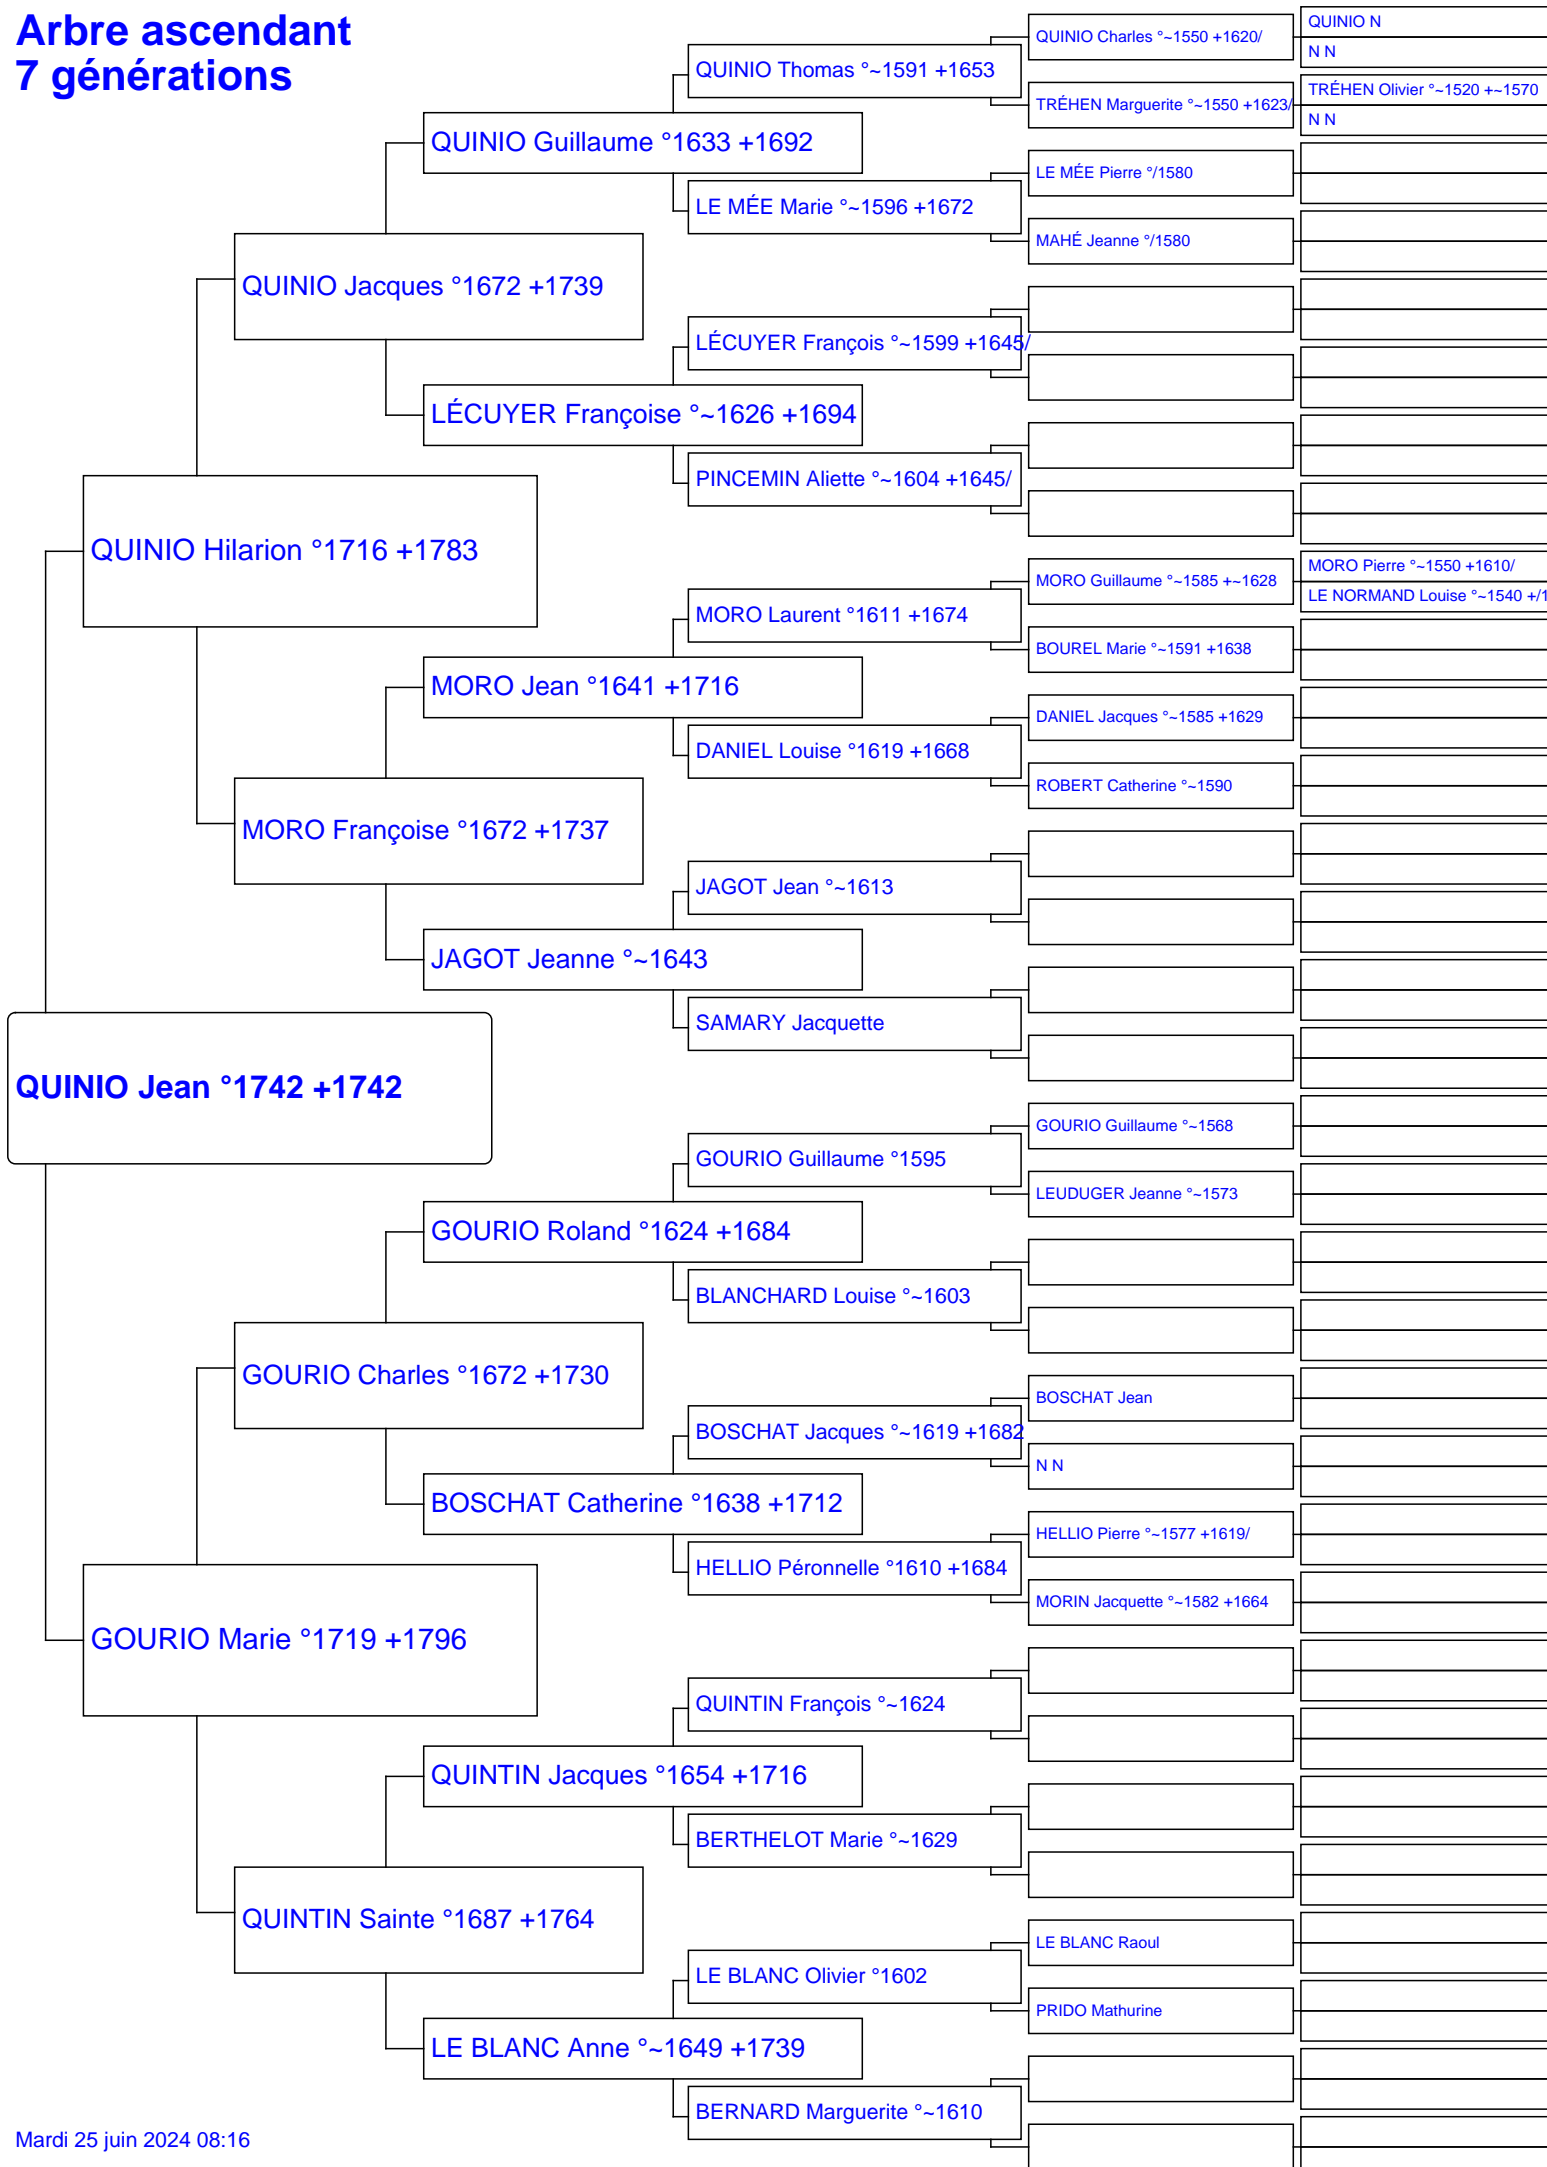 Arbre ascendant
7 générations
QUINIO Jean °1742 +1742
QUINIO Hilarion °1716 +1783
GOURIO Marie °1719 +1796
QUINIO Jacques °1672 +1739
MORO Françoise °1672 +1737
GOURIO Charles °1672 +1730
QUINTIN Sainte °1687 +1764
QUINIO Guillaume °1633 +1692
LÉCUYER Françoise °~1626 +1694
MORO Jean °1641 +1716
JAGOT Jeanne °~1643
GOURIO Roland °1624 +1684
BOSCHAT Catherine °1638 +1712
QUINTIN Jacques °1654 +1716
LE BLANC Anne °~1649 +1739
QUINIO Thomas °~1591 +1653
LE MÉE Marie °~1596 +1672
LÉCUYER François °~1599 +1645/
PINCEMIN Aliette °~1604 +1645/
MORO Laurent °1611 +1674
DANIEL Louise °1619 +1668
JAGOT Jean °~1613
SAMARY Jacquette
GOURIO Guillaume °1595
BLANCHARD Louise °~1603
BOSCHAT Jacques °~1619 +1682
HELLIO Péronnelle °1610 +1684
QUINTIN François °~1624
BERTHELOT Marie °~1629
LE BLANC Olivier °1602
BERNARD Marguerite °~1610
QUINIO Charles °~1550 +1620/
TRÉHEN Marguerite °~1550 +1623/
LE MÉE Pierre °/1580
MAHÉ Jeanne °/1580
MORO Guillaume °~1585 +~1628
BOUREL Marie °~1591 +1638
DANIEL Jacques °~1585 +1629
ROBERT Catherine °~1590
GOURIO Guillaume °~1568
LEUDUGER Jeanne °~1573
BOSCHAT Jean
N N
HELLIO Pierre °~1577 +1619/
MORIN Jacquette °~1582 +1664
LE BLANC Raoul
PRIDO Mathurine
QUINIO N
N N
TRÉHEN Olivier °~1520 +~1570
N N
MORO Pierre °~1550 +1610/
LE NORMAND Louise °~1540 +/1
Mardi 25 juin 2024 08:16